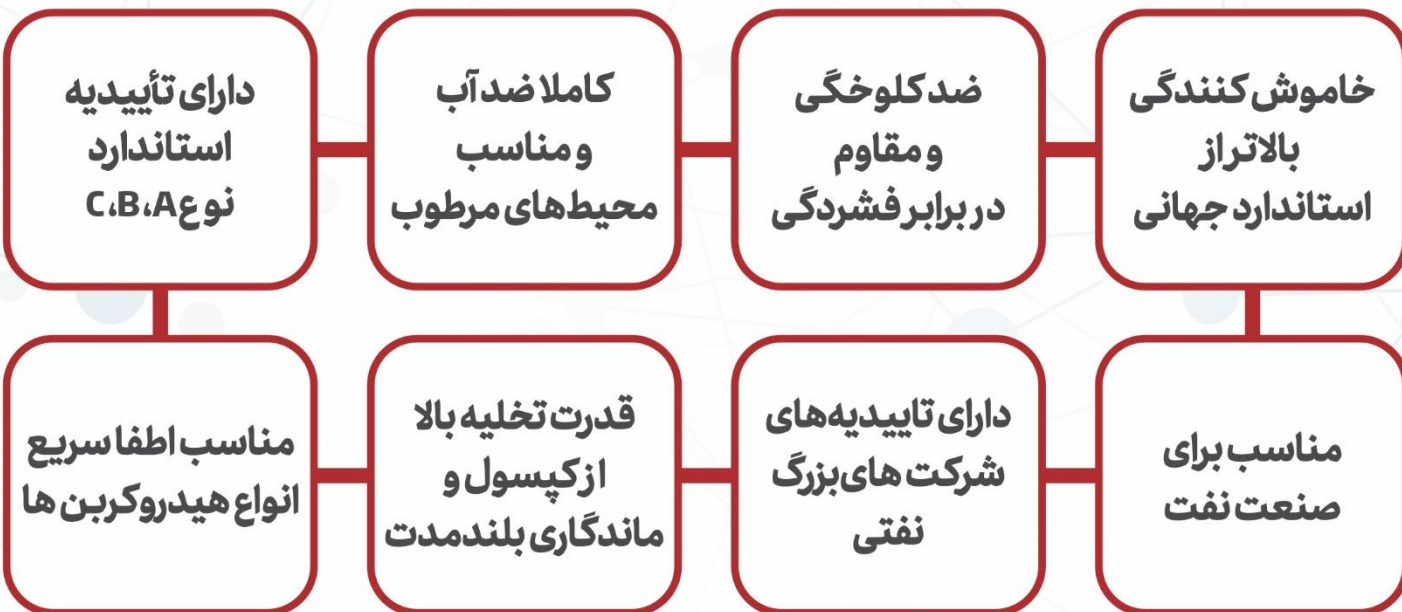 خاموش کنندگی
بالاتر از
استاندارد جهانی
ضد کلوخگی
و مقاوم
در برابر فشردگی
کاملا ضد آب
و مناسب
محیط‌های مرطوب
دارای تأییدیه
استاندارد
نوع C،B،A
مناسب برای
صنعت نفت
دارای تاییدیه‌های
شرکت های بزرگ
نفتی
قدرت تخلیه بالا
از کپسول و
ماندگاری بلندمدت
مناسب اطفا سریع
انواع هیدروکربن ها